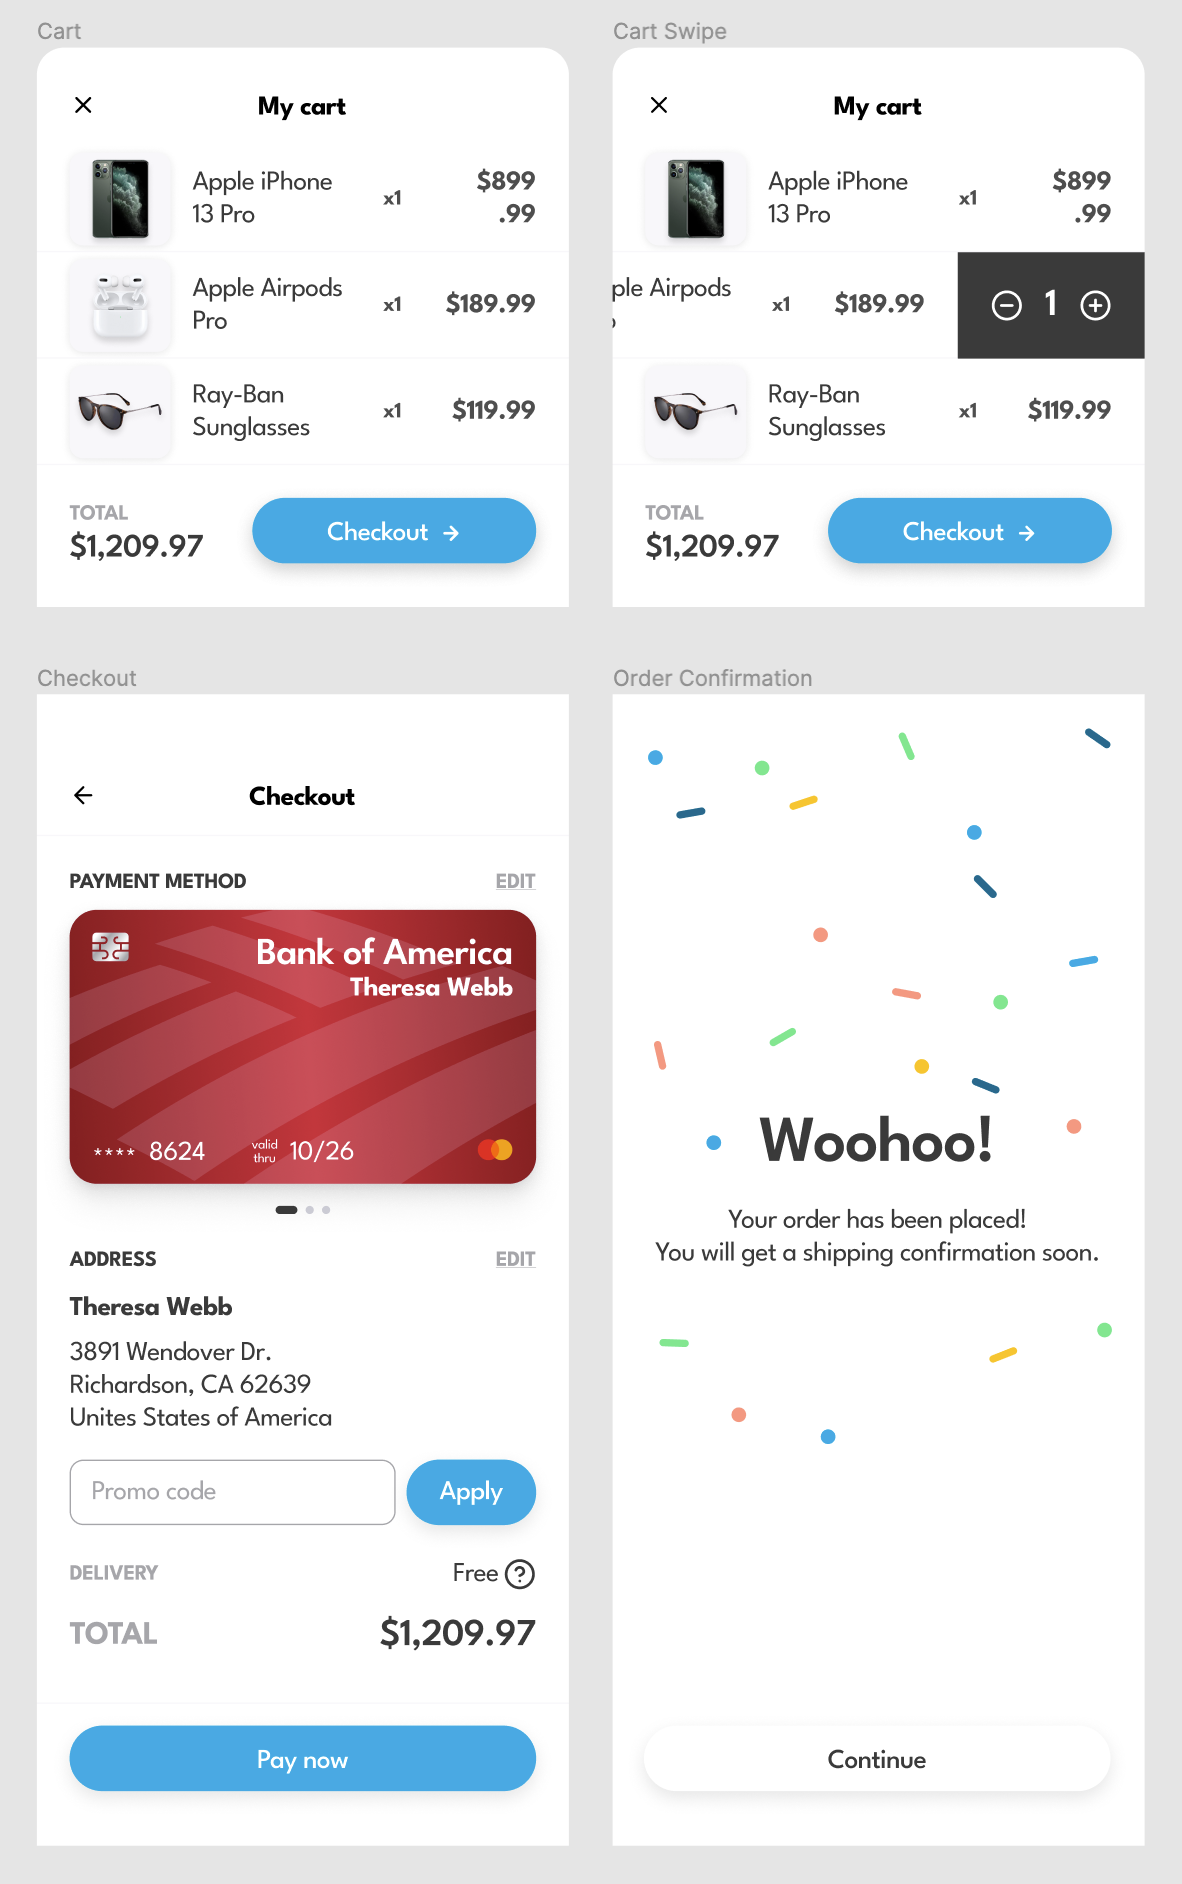 Cart
My cart
Apple iPhone
13 Pro
x1
$899
.99
Apple Airpods
Pro
x1
$189.99
Ray-Ban
Sunglasses
x1
$119.99
TOTAL
$1,209.97
Checkout →
Cart Swipe
My cart
Apple iPhone
13 Pro
x1
$899
.99
ple Airpods
o
x1
$189.99
1
Ray-Ban
Sunglasses
x1
$119.99
TOTAL
$1,209.97
Checkout →
Checkout
Checkout
PAYMENT METHOD
EDIT
Bank of America
Theresa Webb
**** 8624
valid
thru
10/26
ADDRESS
EDIT
Theresa Webb
3891 Wendover Dr.
Richardson, CA 62639
Unites States of America
Promo code
Apply
DELIVERY
Free ?
TOTAL
$1,209.97
Pay now
Order Confirmation
Woohoo!
Your order has been placed!
You will get a shipping confirmation soon.
Continue